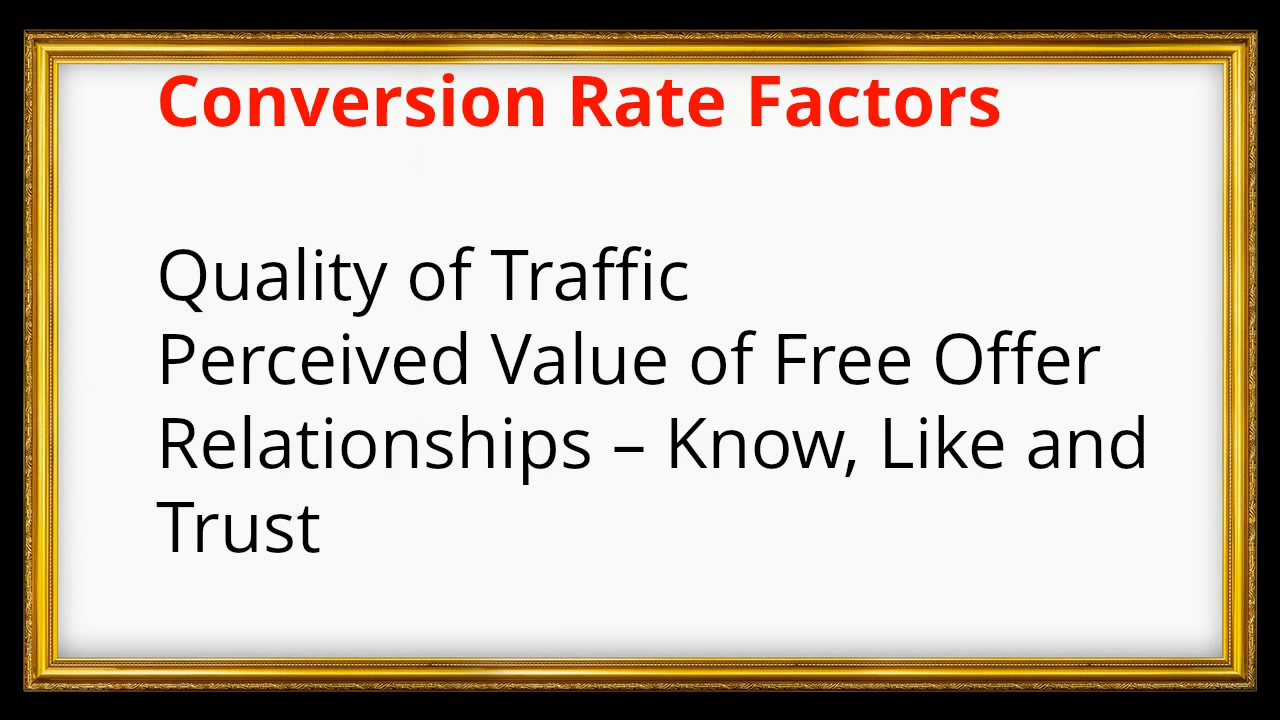 Conversion Rate Factors
Quality of Traffic
Perceived Value of Free Offer
Relationships – Know, Like and
Trust